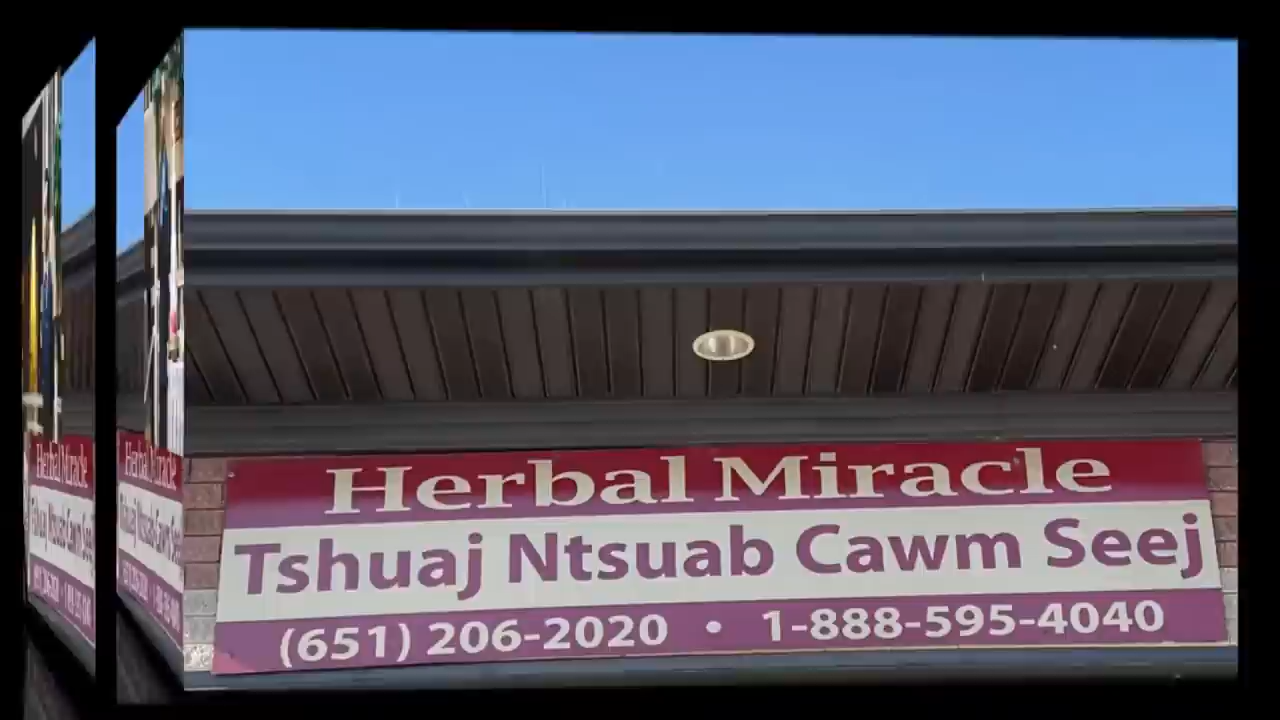 Herbal Miracle
Tshuaj Ntsuab Cawm Seej
(651) 206-2020 • 1-888-595-4040